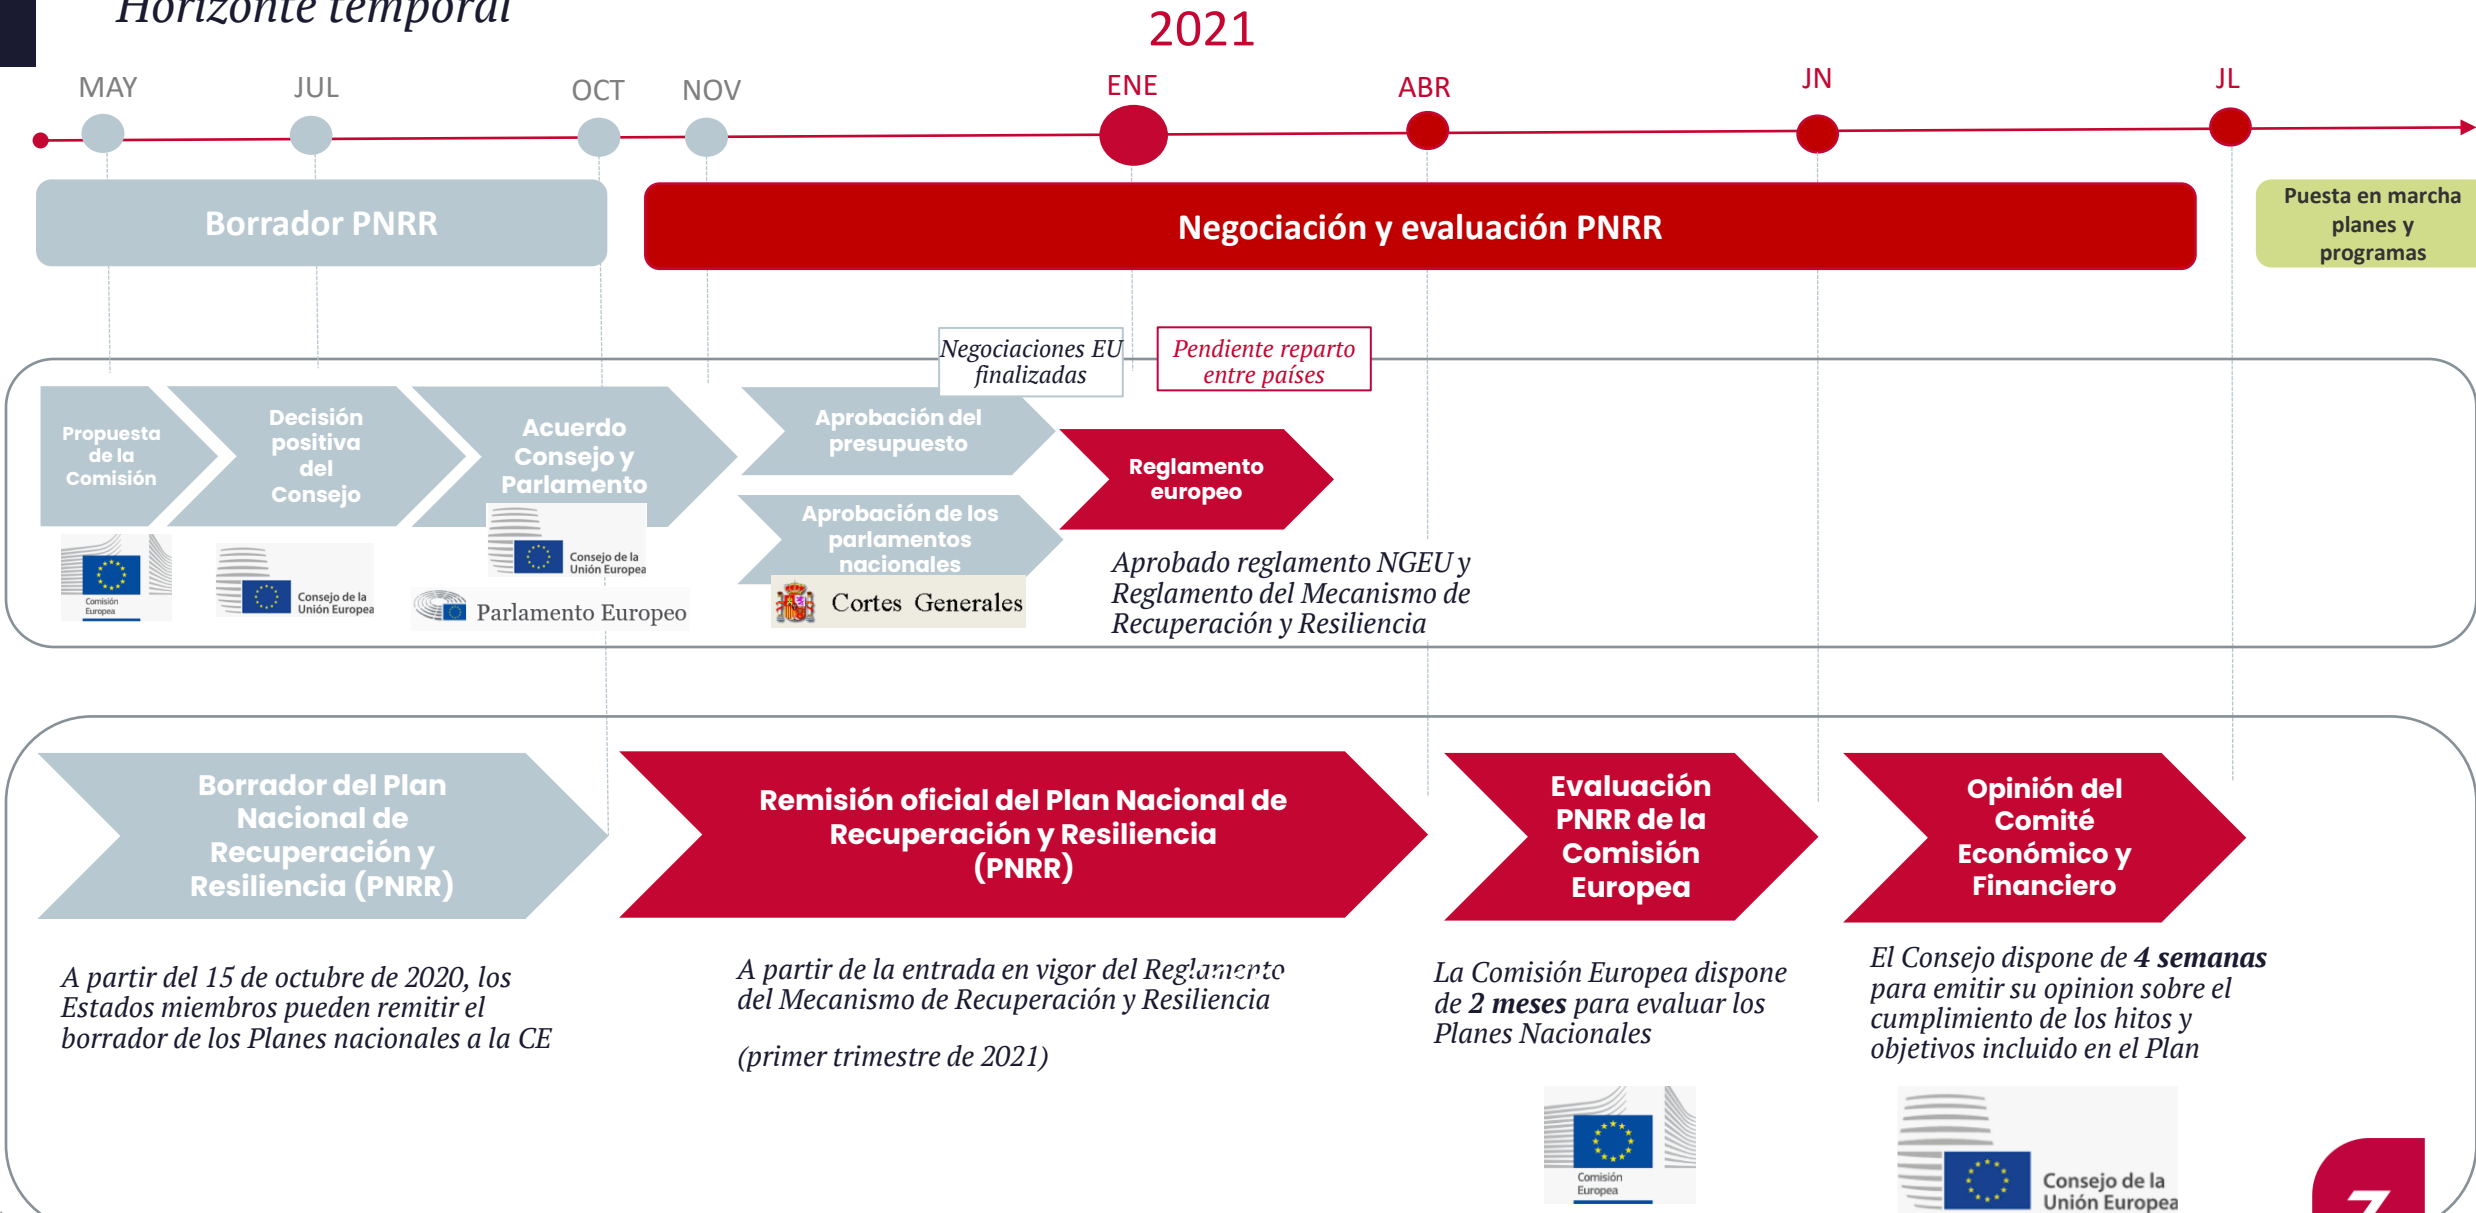 Horizonte temporal
2021
MAY
JUL
OCT
NOV
ENE
ABR
JN
JL
Borrador PNRR
Negociación y evaluación PNRR
Puesta en marcha
planes y
programas
Negociaciones EU
finalizadas
Pendiente reparto
entre países
Propuesta
de la
Comisión
Decisión
positiva
del
Consejo
Acuerdo
Consejo y
Parlamento
Aprobación del
presupuesto
Aprobación de los
parlamentos
nacionales
Reglamento
europeo
Comisión
Europea
Consejo de la
Unión Europea
Consejo de la
Unión Europea
Parlamento Europeo
Cortes Generales
Aprobado reglamento NGEU y
Reglamento del Mecanismo de
Recuperación y Resiliencia
Borrador del Plan
Nacional de
Recuperación y
Resiliencia (PNRR)
Remisión oficial del Plan Nacional de
Recuperación y Resiliencia
(PNRR)
Evaluación
PNRR de la
Comisión
Europea
Opinión del
Comité
Económico y
Financiero
A partir del 15 de octubre de 2020, los
Estados miembros pueden remitir el
borrador de los Planes nacionales a la CE
A partir de la entrada en vigor del Reglamento
del Mecanismo de Recuperación y Resiliencia
(primer trimestre de 2021)
La Comisión Europea dispone
de 2 meses para evaluar los
Planes Nacionales
El Consejo dispone de 4 semanas
para emitir su opinion sobre el
cumplimiento de los hitos y
objetivos incluido en el Plan
Comisión
Europea
Consejo de la
Unión Europea